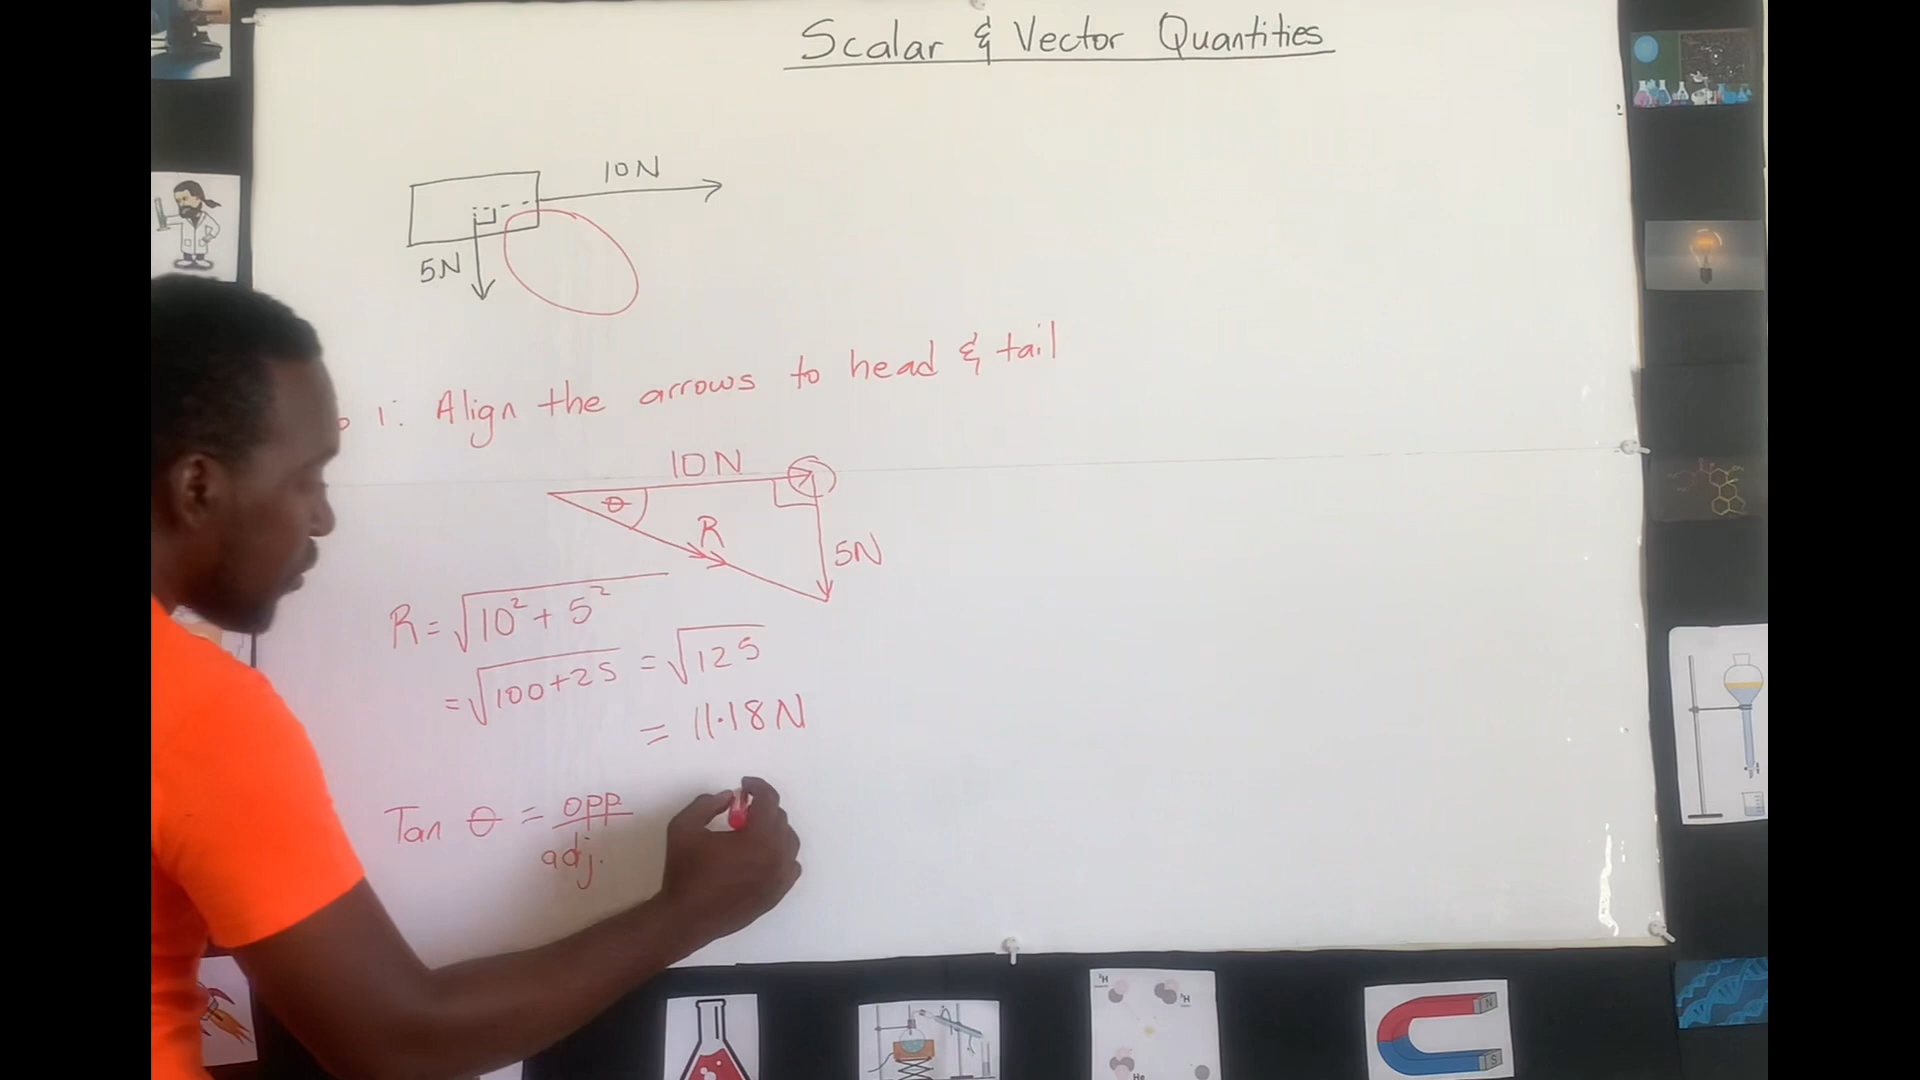 Scalar & Vector Quantities
10N
5N
1: Align the arrows to head & tail
10N
θ
R
5N
R = √10² + 5²
= √100+25 = √125
= 11.18N
Tan θ = opp
adj.
N
S